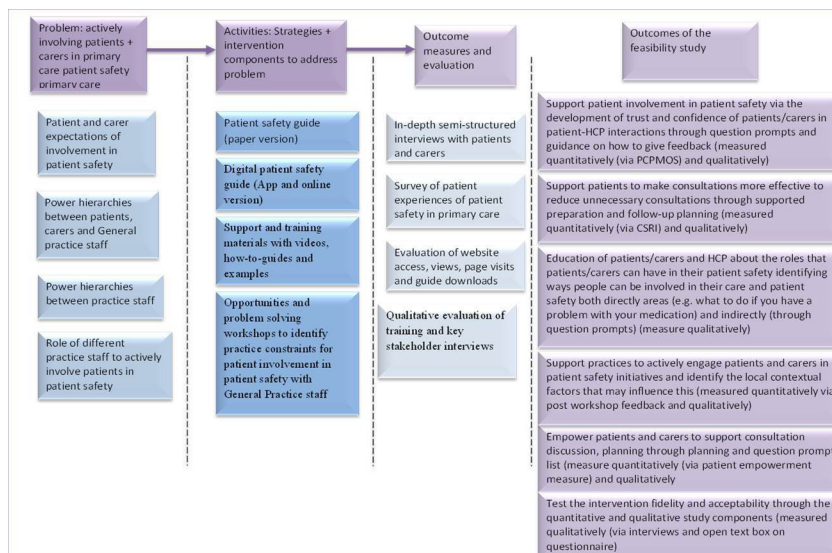 Problem: actively
involving patients +
carers in primary
care patient safety
primary care
Activities: Strategies +
intervention
components to address
problem
Outcome
measures and
evaluation
Outcomes of the
feasibility study
Patient and carer
expectations of
involvement in
patient safety
Power hierarchies
between patients,
carers and General
practice staff
Power hierarchies
between practice staff
Role of different
practice staff to actively
involve patients in
patient safety
Patient safety guide
(paper version)
Digital patient safety
guide (App and online
version)
Support and training
materials with videos,
how-to-guides and
examples
Opportunities and
problem solving
workshops to identify
practice constraints for
patient involvement in
patient safety with
General Practice staff
In-depth semi-structured
interviews with patients
and carers
Survey of patient
experiences of patient
safety in primary care
Evaluation of website
access, views, page visits
and guide downloads
Qualitative evaluation of
training and key
stakeholder interviews
Support patient involvement in patient safety via the
development of trust and confidence of patients/carers in
patient-HCP interactions through question prompts and
guidance on how to give feedback (measured
quantitatively (via PCPMOS) and qualitatively)
Support patients to make consultations more effective to
reduce unnecessary consultations through supported
preparation and follow-up planning (measured
quantitatively (via CSRI) and qualitatively)
Education of patients/carers and HCP about the roles that
patients/carers can have in their patient safety identifying
ways people can be involved in their care and patient
safety both directly areas (e.g. what to do if you have a
problem with your medication) and indirectly (through
question prompts) (measure qualitatively)
Support practices to actively engage patients and carers in
patient safety initiatives and identify the local contextual
factors that may influence this (measured quantitatively via
post workshop feedback and qualitatively)
Empower patients and carers to support consultation
discussion, planning through planning and question prompt
list (measure quantitatively (via patient empowerment
measure) and qualitatively
Test the intervention fidelity and acceptability through the
quantitative and qualitative study components (measured
qualitatively (via interviews and open text box on
questionnaire)